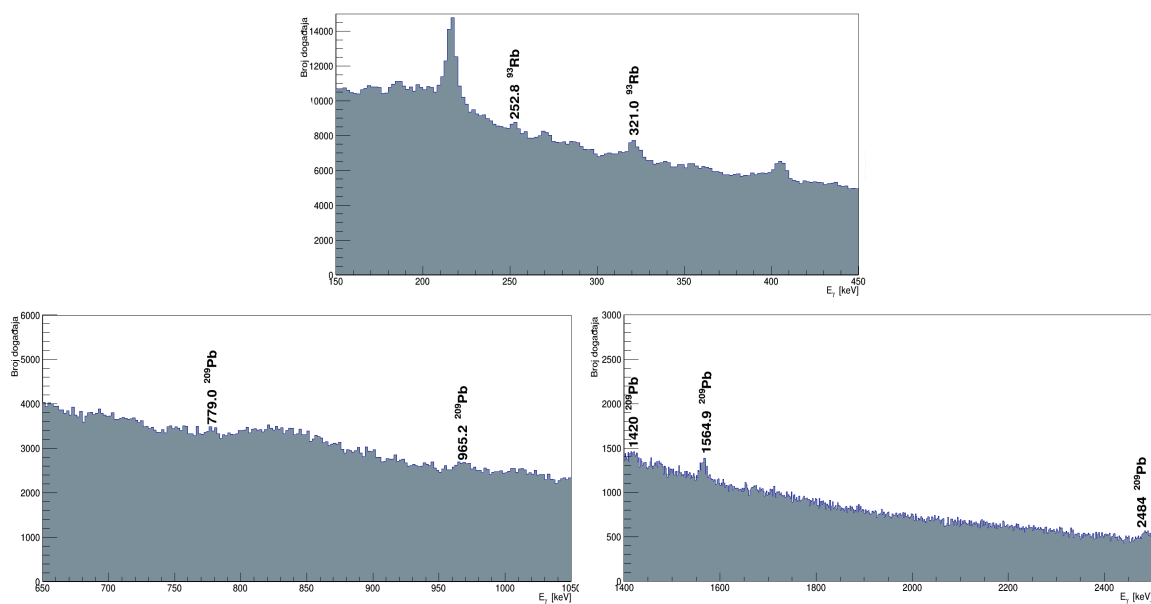 Broj događaja
14000
12000
10000
8000
6000
4000
2000
0
252.8 ⁹³Rb
321.0 ⁹³Rb
150 200 250 300 350 400 450
Eγ [keV]
Broj događaja
6000
5000
4000
3000
2000
1000
0
779.0 ²⁰⁹Pb
965.2 ²⁰⁹Pb
650 700 750 800 850 900 950 1000 1050
Eγ [keV]
Broj događaja
3000
2500
2000
1500
1000
500
0
1420 ²⁰⁹Pb
1564.9 ²⁰⁹Pb
2484 ²⁰⁹Pb
1400 1600 1800 2000 2200 2400
Eγ [keV]